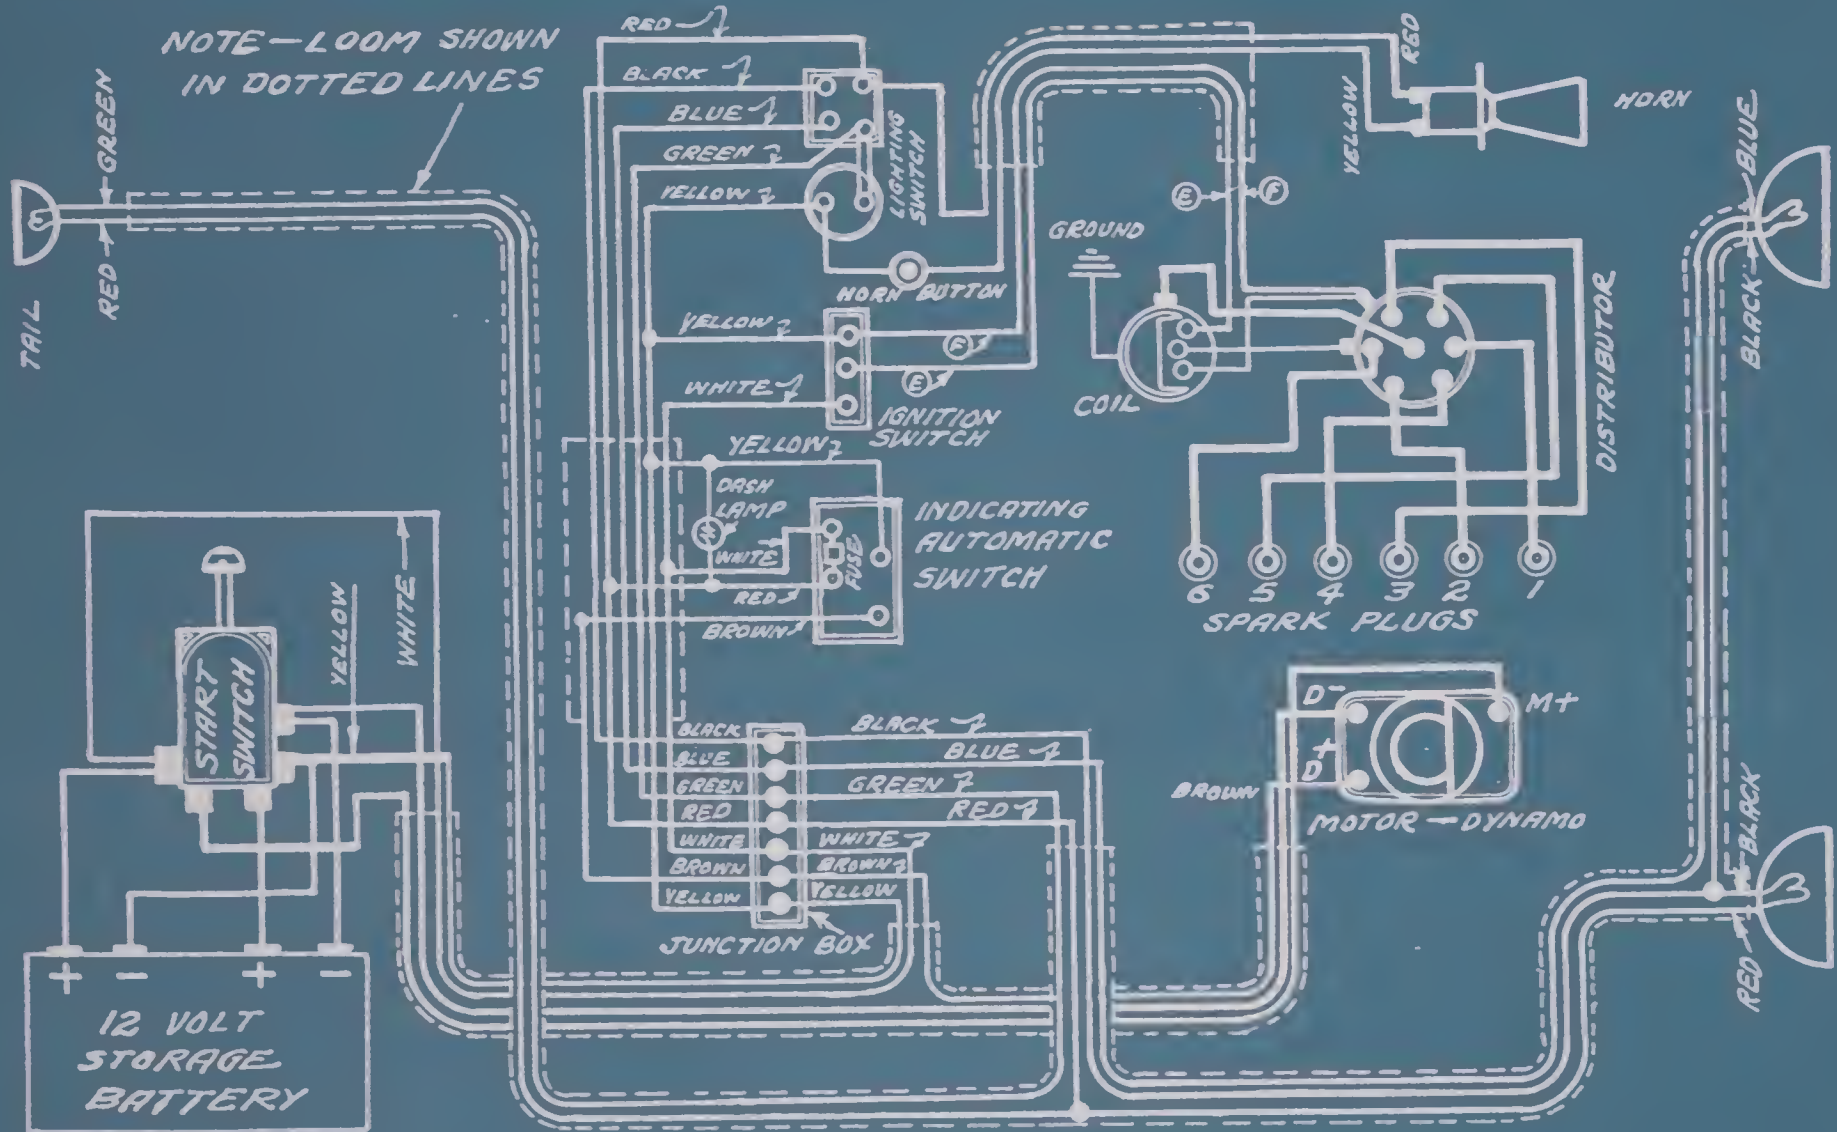 NOTE—LOOM SHOWN
IN DOTTED LINES
GREEN
RED
TAIL
RED
BLACK
BLUE
GREEN
YELLOW
LIGHTING
SWITCH
HORN BUTTON
RED
YELLOW
HORN
E
F
GROUND
COIL
DISTRIBUTOR
BLUE
BLACK
YELLOW
F
E
WHITE
IGNITION
SWITCH
YELLOW
DASH
LAMP
WHITE
FUSE
RED
BROWN
INDICATING
AUTOMATIC
SWITCH
6 5 4 3 2 1
SPARK PLUGS
START
SWITCH
YELLOW
WHITE
BLACK
BLUE
GREEN
RED
WHITE
BROWN
YELLOW
BLACK
BLUE
GREEN
RED
WHITE
BROWN
YELLOW
JUNCTION BOX
D-
D+
M+
BROWN
MOTOR—DYNAMO
BLACK
RED
+ - + -
12 VOLT
STORAGE
BATTERY